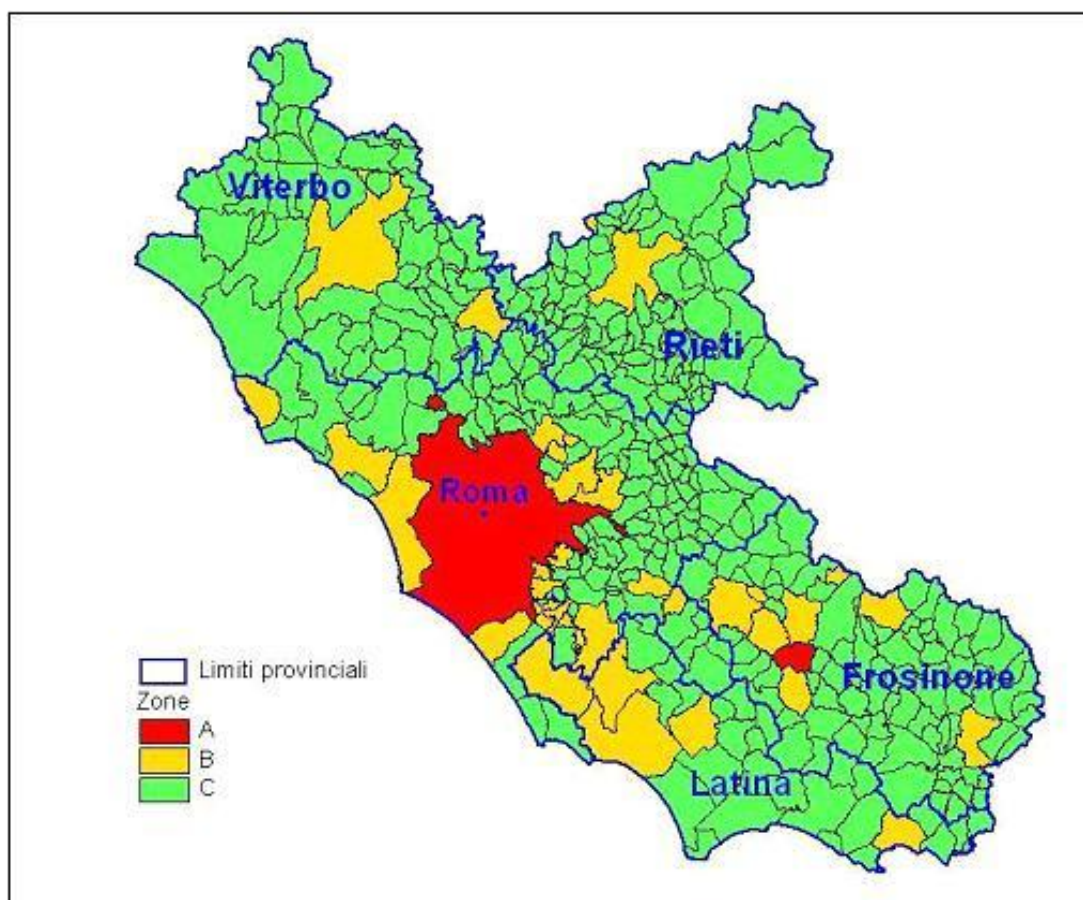 Viterbo
Rieti
Roma
Limiti provinciali
Zone
A
B
C
Frosinone
Latina